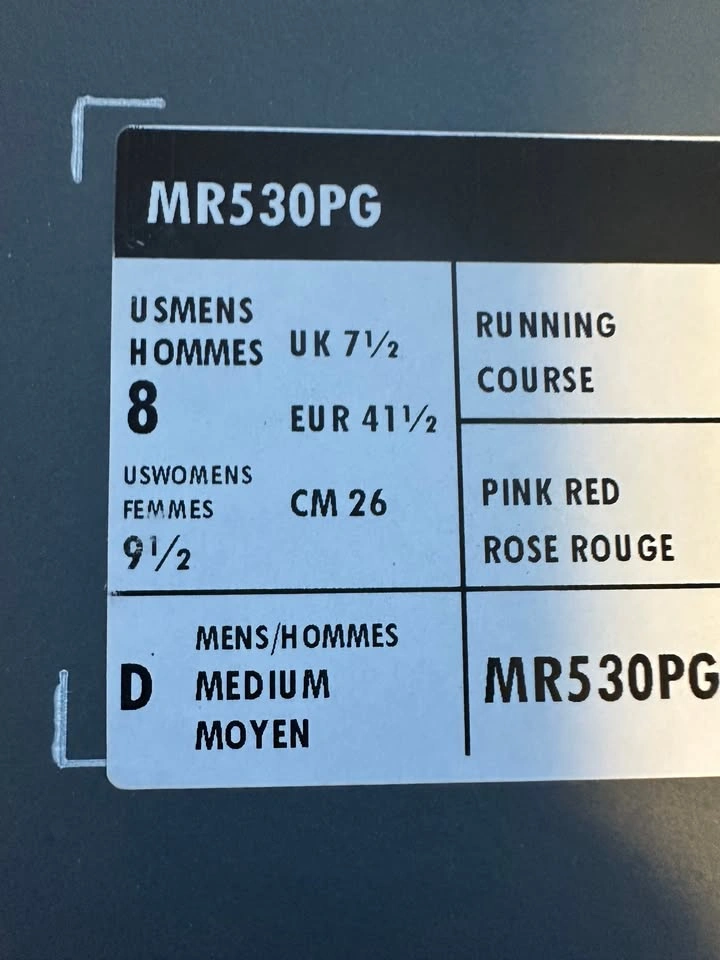 MR530PG
USMENS
HOMMES
8
UK 7½
EUR 41½
USWOMENS
FEMMES
9½
CM 26
RUNNING
COURSE
PINK RED
ROSE ROUGE
D
MENS/HOMMES
MEDIUM
MOYEN
MR530PG